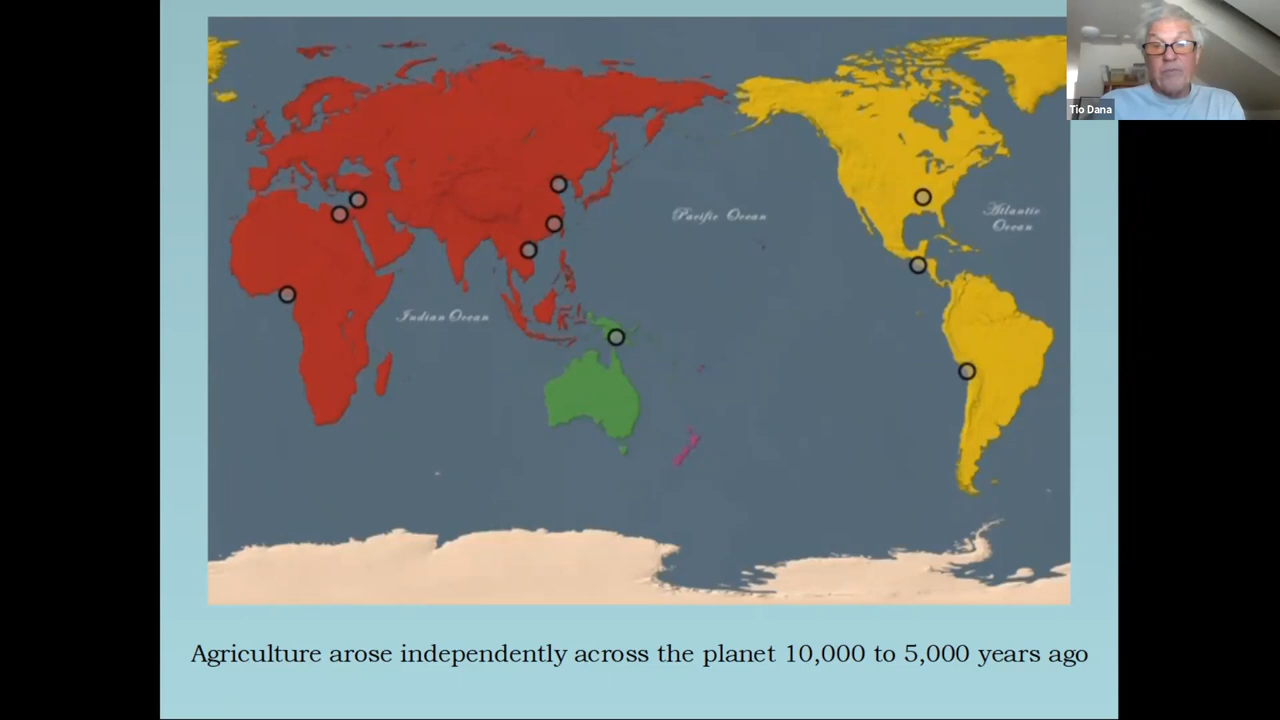 Tio Dana
Pacific Ocean
Atlantic
Ocean
Indian Ocean
Agriculture arose independently across the planet 10,000 to 5,000 years ago